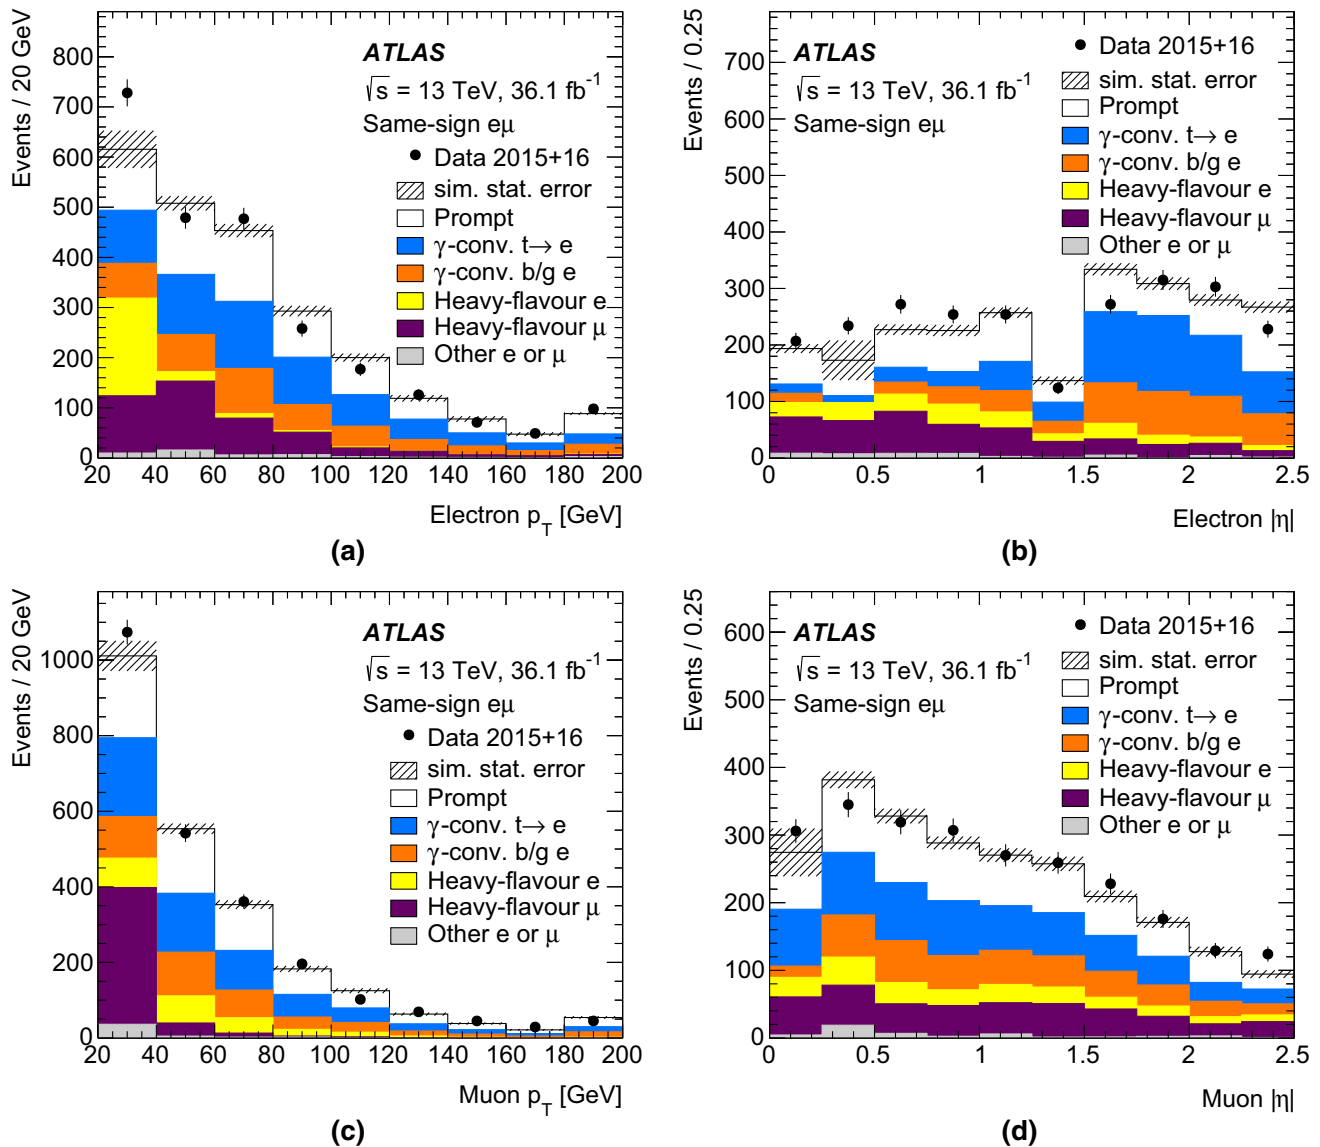 Events / 20 GeV
800
700
600
500
400
300
200
100
0
ATLAS
√s = 13 TeV, 36.1 fb⁻¹
Same-sign eμ
Data 2015+16
sim. stat. error
Prompt
γ-conv. t→ e
γ-conv. b/g e
Heavy-flavour e
Heavy-flavour μ
Other e or μ
20 40 60 80 100 120 140 160 180 200
Electron p_T [GeV]
(a)
Events / 0.25
700
600
500
400
300
200
100
0
ATLAS
√s = 13 TeV, 36.1 fb⁻¹
Same-sign eμ
Data 2015+16
sim. stat. error
Prompt
γ-conv. t→ e
γ-conv. b/g e
Heavy-flavour e
Heavy-flavour μ
Other e or μ
0 0.5 1 1.5 2 2.5
Electron |η|
(b)
Events / 20 GeV
1000
800
600
400
200
0
ATLAS
√s = 13 TeV, 36.1 fb⁻¹
Same-sign eμ
Data 2015+16
sim. stat. error
Prompt
γ-conv. t→ e
γ-conv. b/g e
Heavy-flavour e
Heavy-flavour μ
Other e or μ
20 40 60 80 100 120 140 160 180 200
Muon p_T [GeV]
(c)
Events / 0.25
600
500
400
300
200
100
0
ATLAS
√s = 13 TeV, 36.1 fb⁻¹
Same-sign eμ
Data 2015+16
sim. stat. error
Prompt
γ-conv. t→ e
γ-conv. b/g e
Heavy-flavour e
Heavy-flavour μ
Other e or μ
0 0.5 1 1.5 2 2.5
Muon |η|
(d)